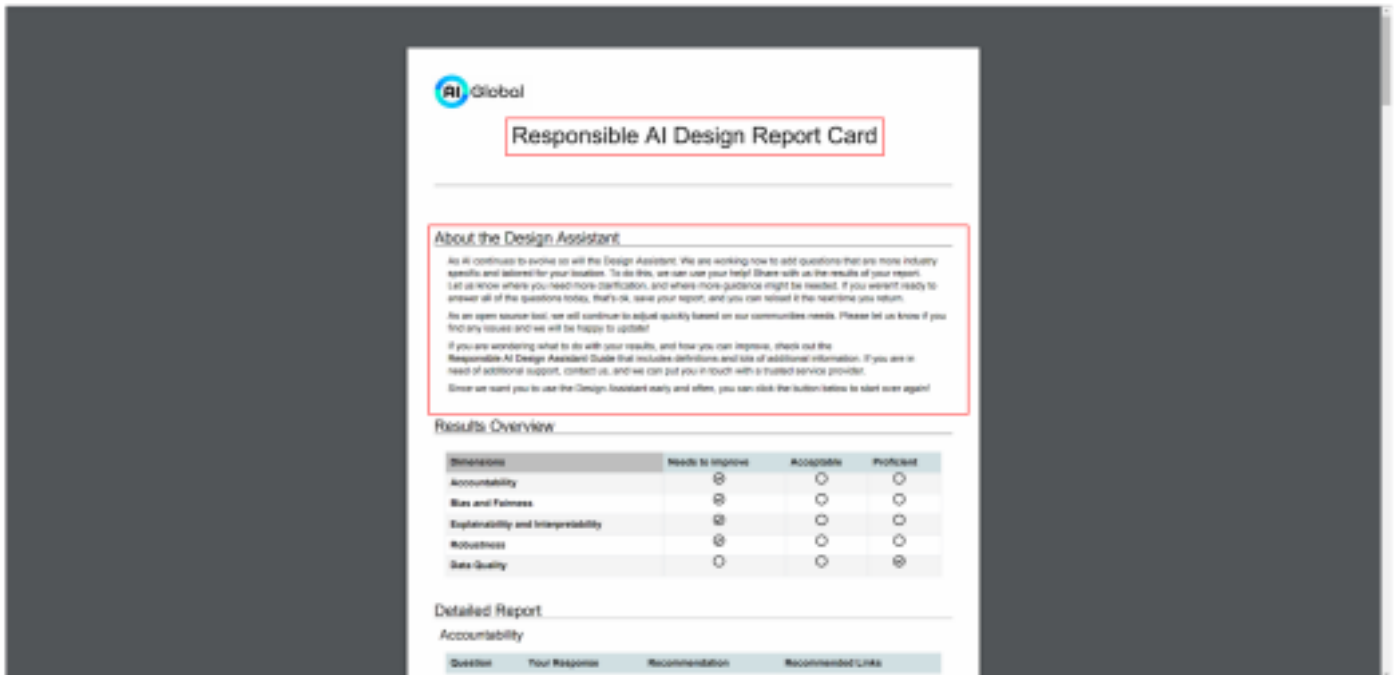 AI Global
Responsible AI Design Report Card
About the Design Assistant
As AI continues to evolve so will the Design Assistant. We are working now to add questions that are more industry
specific and tailored for your location. To do this, we can use your help! Share with us the results of your report.
Let us know where you need more clarification, and where more guidance might be needed. If you weren't ready to
answer all of the questions today, that's ok, save your report, and you can reload it the next time you return.
As an open source tool, we will continue to adjust quickly based on our communities needs. Please let us know if you
find any issues and we will be happy to update!
If you are wondering what to do with your results, and how you can improve, check out the
Responsible AI Design Assistant Guide that includes definitions and lots of additional information. If you are in
need of additional support, contact us, and we can put you in touch with a trusted service provider.
Since we want you to use the Design Assistant early and often, you can click the button below to start over again!
Results Overview
Dimensions Needs to improve Acceptable Proficient
Accountability
Bias and Fairness
Explainability and Interpretability
Robustness
Data Quality
Detailed Report
Accountability
Question Your Response Recommendation Recommended Links